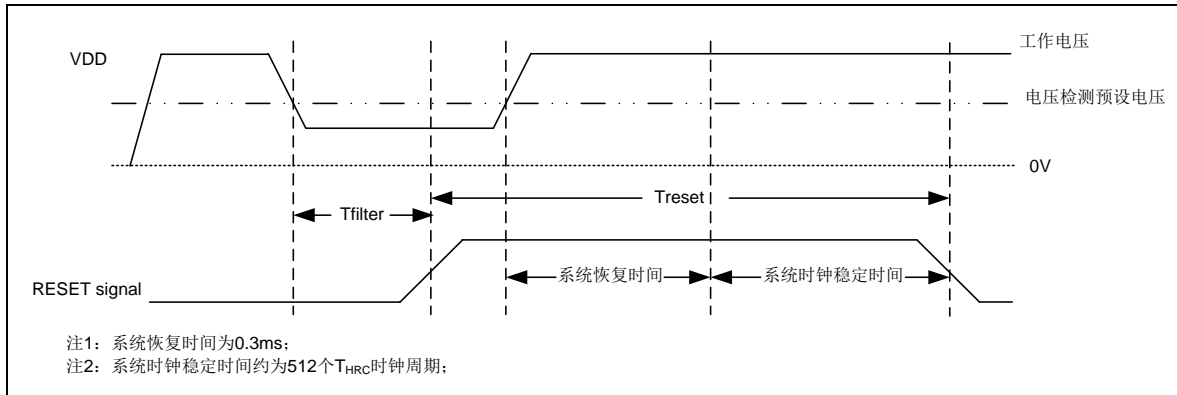 工作电压
VDD
电压检测预设电压
0V
Treset
Tfilter
系统恢复时间
系统时钟稳定时间
RESET signal
注1：系统恢复时间为0.3ms；
注2：系统时钟稳定时间约为512个THRC时钟周期；